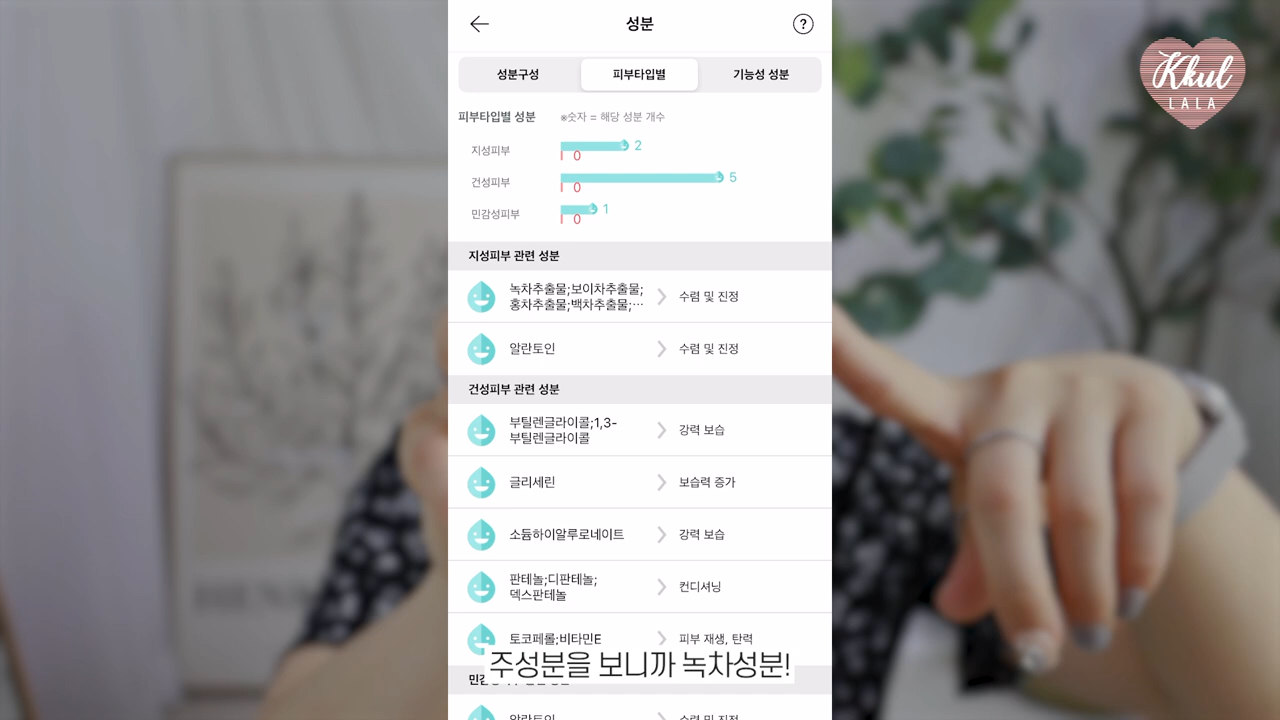 성분
?
Khul
LALA
성분구성
피부타입별
기능성 성분
피부타입별 성분
※숫자 = 해당 성분 개수
지성피부
2
0
건성피부
5
0
민감성피부
1
0
지성피부 관련 성분
녹차추출물;보이차추출물;
홍차추출물;백차추출물;…
수렴 및 진정
알란토인
수렴 및 진정
건성피부 관련 성분
부틸렌글라이콜;1,3-
부틸렌글라이콜
강력 보습
글리세린
보습력 증가
소듐하이알루로네이트
강력 보습
판테놀;디판테놀;
덱스판테놀
컨디셔닝
토코페롤;비타민E
피부 재생, 탄력
주성분을 보니까 녹차성분!
알란토인
수렴 및 진정